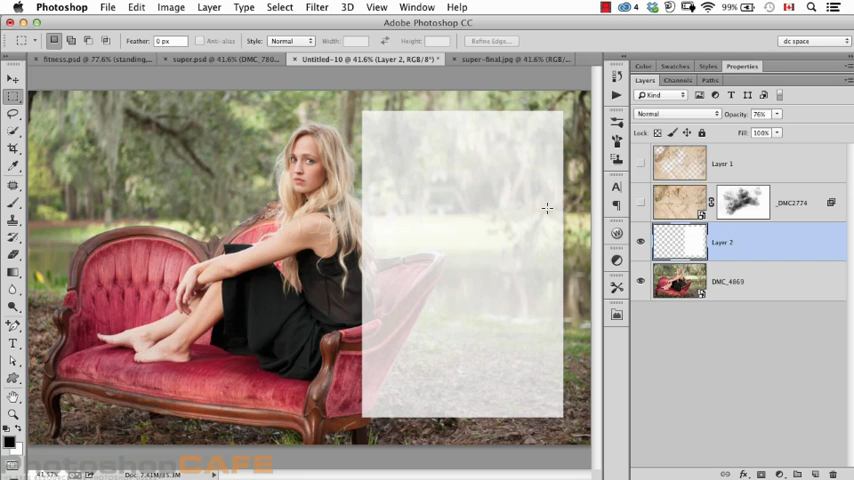 Photoshop File Edit Image Layer Type Select Filter 3D View Window Help 4 99%
Adobe Photoshop CC
Feather: 0 px Anti-alias Style: Normal Width: Height: Refine Edge... dc space
fitness.psd @ 77.6% (standing,... super.psd @ 41.6% (DMC_780... Untitled-10 @ 41.6% (Layer 2, RGB/8*) * super-final.jpg @ 41.6% (RGB/...
Color Swatches Styles Properties
Layers Channels Paths
Kind
Normal Opacity: 76%
Lock: Fill: 100%
Layer 1
_DMC2774
Layer 2
DMC_4869
PhotoshopCAFE